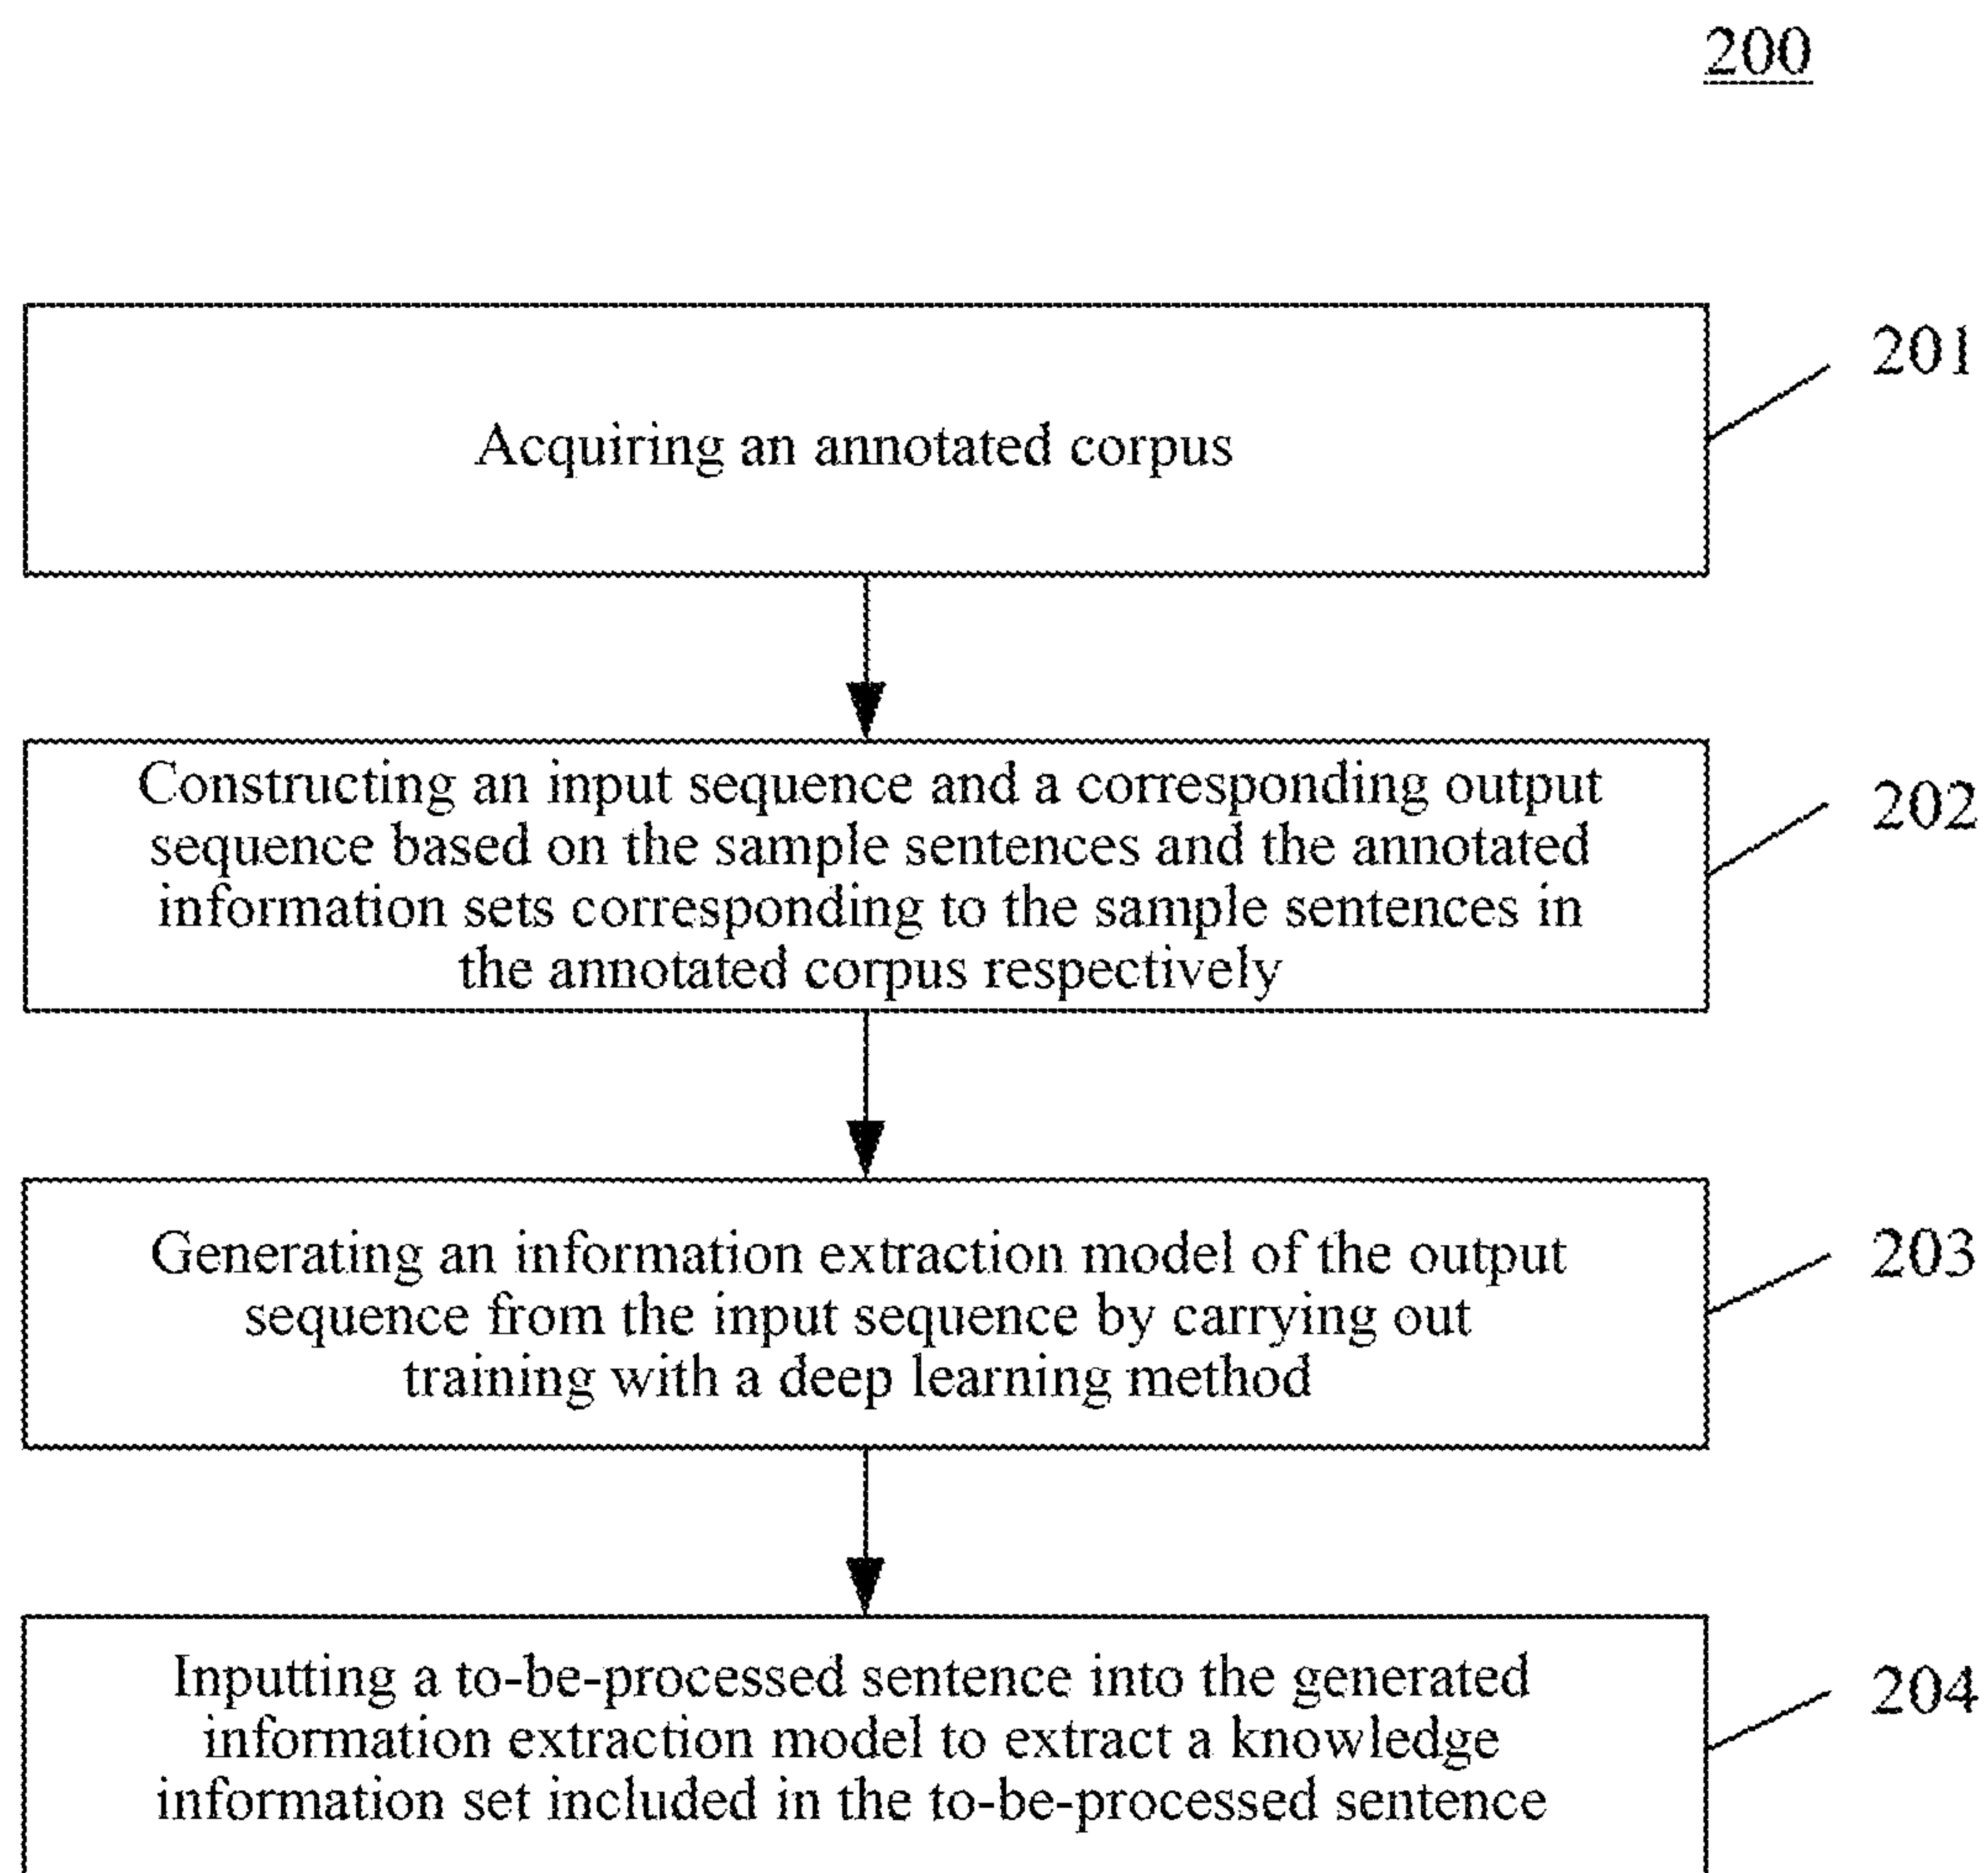 200
Acquiring an annotated corpus
201
Constructing an input sequence and a corresponding output
sequence based on the sample sentences and the annotated
information sets corresponding to the sample sentences in
the annotated corpus respectively
202
Generating an information extraction model of the output
sequence from the input sequence by carrying out
training with a deep learning method
203
Inputting a to-be-processed sentence into the generated
information extraction model to extract a knowledge
information set included in the to-be-processed sentence
204